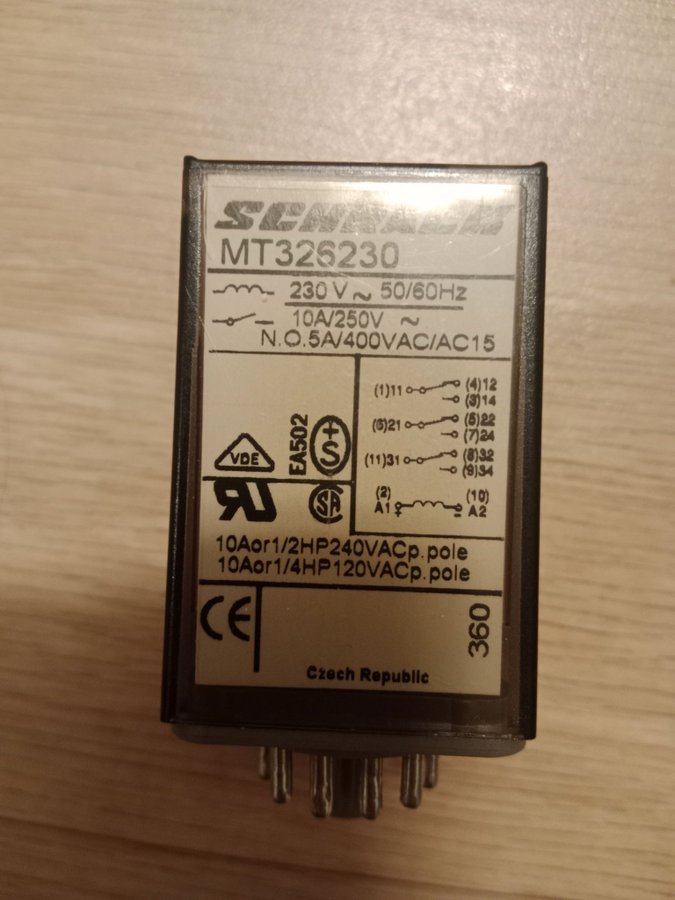 SCHRACK
MT326230
230 V ~ 50/60Hz
10A/250V ~
N.O.5A/400VAC/AC15
(1)11 (4)12
(3)14
(6)21 (5)22
(7)24
(11)31 (8)32
(9)34
(2) (10)
A1 + - A2
VDE
EA502
+S
RU
SA
10Aor1/2HP240VACp.pole
10Aor1/4HP120VACp.pole
CE
360
Czech Republic